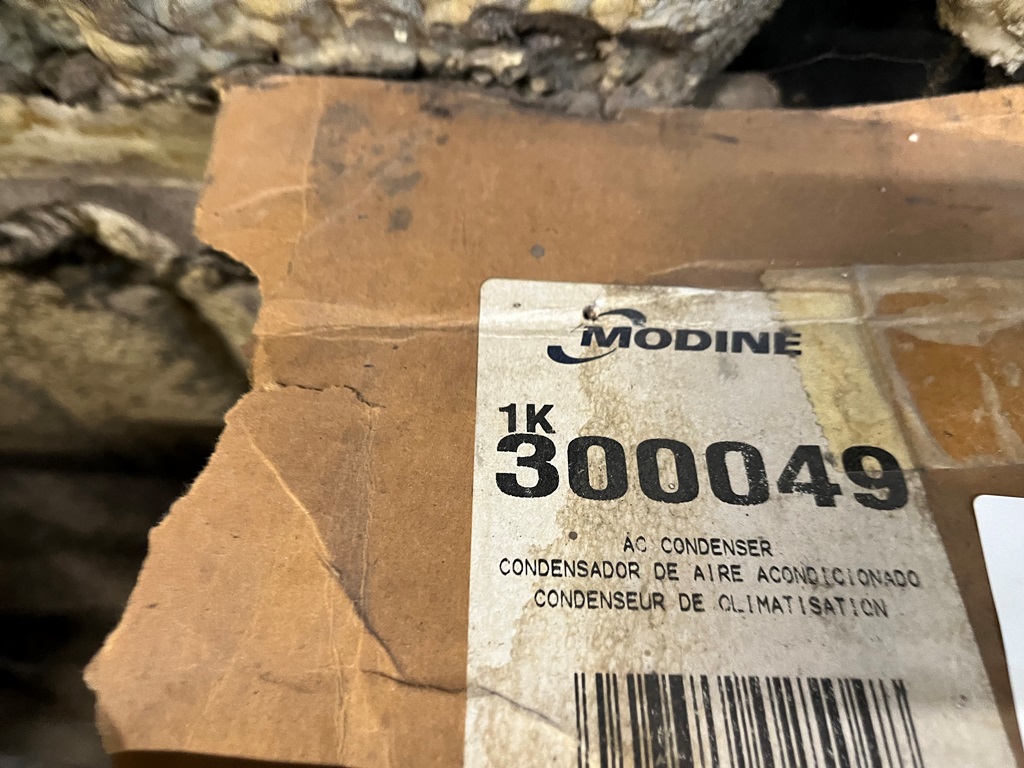 MODINE
1K
300049
AC CONDENSER
CONDENSADOR DE AIRE ACONDICIONADO
CONDENSEUR DE CLIMATISATION